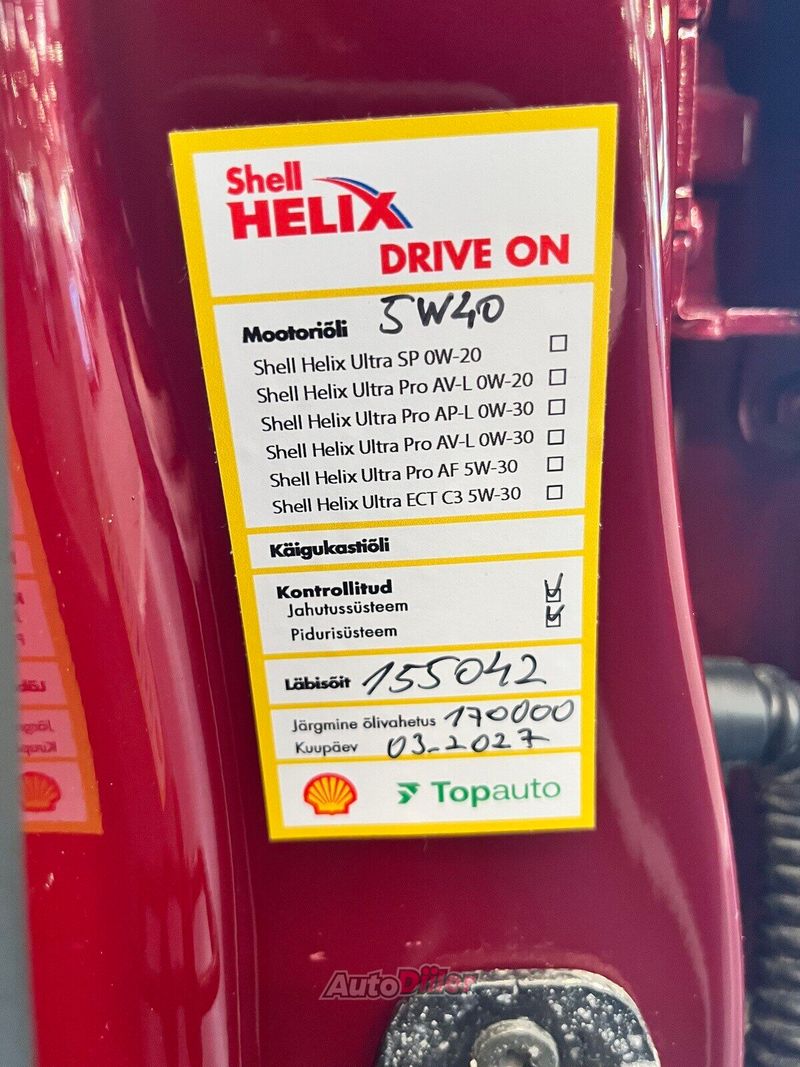 Shell
HELIX
DRIVE ON
Mootoriõli 5W40
Shell Helix Ultra SP 0W-20
Shell Helix Ultra Pro AV-L 0W-20
Shell Helix Ultra Pro AP-L 0W-30
Shell Helix Ultra Pro AV-L 0W-30
Shell Helix Ultra Pro AF 5W-30
Shell Helix Ultra ECT C3 5W-30
Käigukastiõli
Kontrollitud
Jahutussüsteem
Pidurisüsteem
Läbisõit 155042
Järgmine õlivahetus 170000
Kuupäev 03-2027
Topauto
AutoDiiler